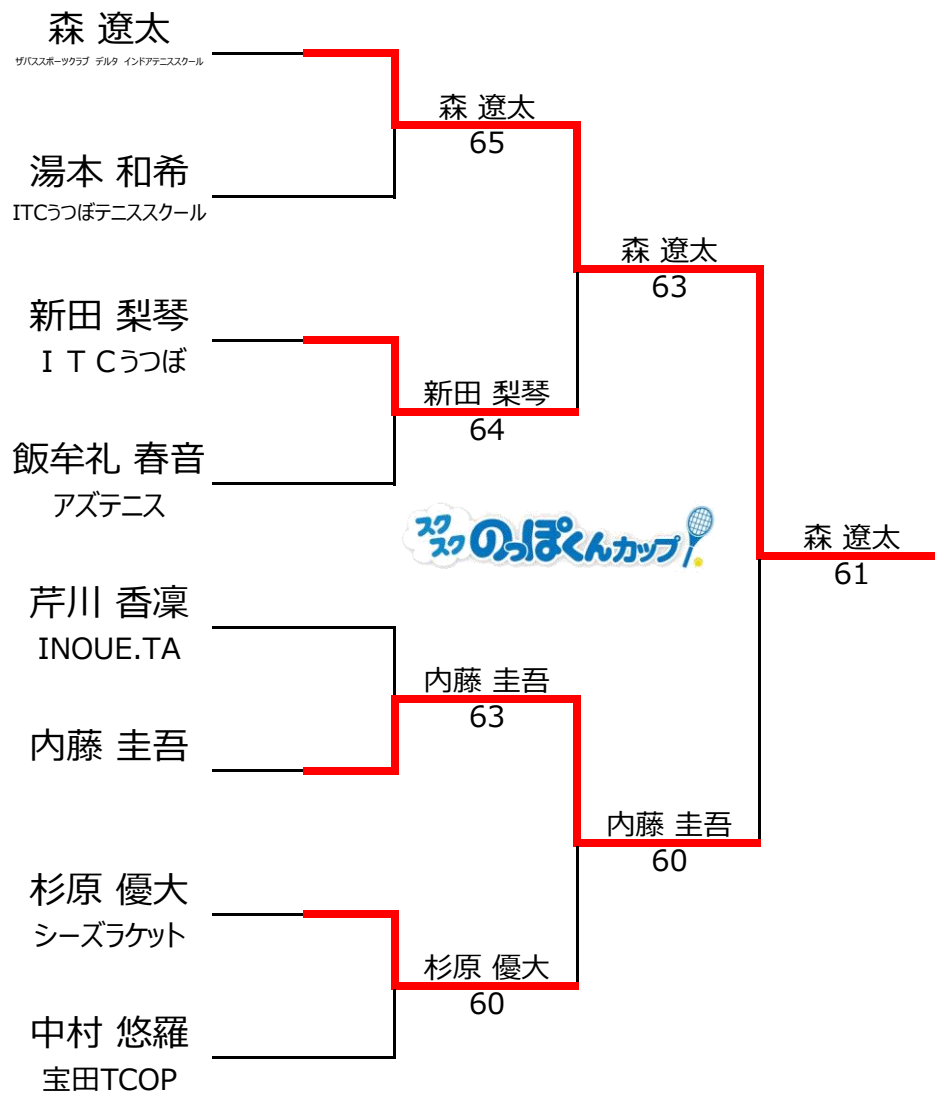 森 遼太
ザバススポーツクラブ デルタ インドアテニススクール
森 遼太
65
湯本 和希
ITCうつぼテニススクール
森 遼太
63
新田 梨琴
ＩＴＣうつぼ
新田 梨琴
64
飯牟礼 春音
アズテニス
スクスク のっぽくんカップ
森 遼太
61
芹川 香凜
INOUE.TA
内藤 圭吾
63
内藤 圭吾
内藤 圭吾
60
杉原 優大
シーズラケット
杉原 優大
60
中村 悠羅
宝田TCOP